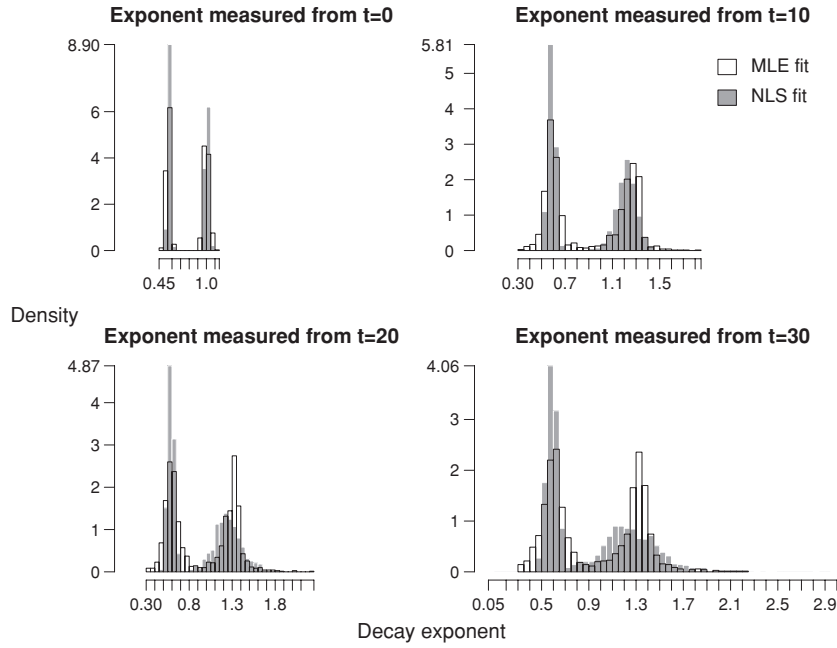 Exponent measured from t=0
Exponent measured from t=10
8.90
6
4
2
0
0.45 1.0
5.81
5
4
3
2
1
0
0.30 0.7 1.1 1.5
MLE fit
NLS fit
Density
Exponent measured from t=20
Exponent measured from t=30
4.87
4
3
2
1
0
0.30 0.8 1.3 1.8
4.06
3
2
1
0
0.05 0.5 0.9 1.3 1.7 2.1 2.5 2.9
Decay exponent